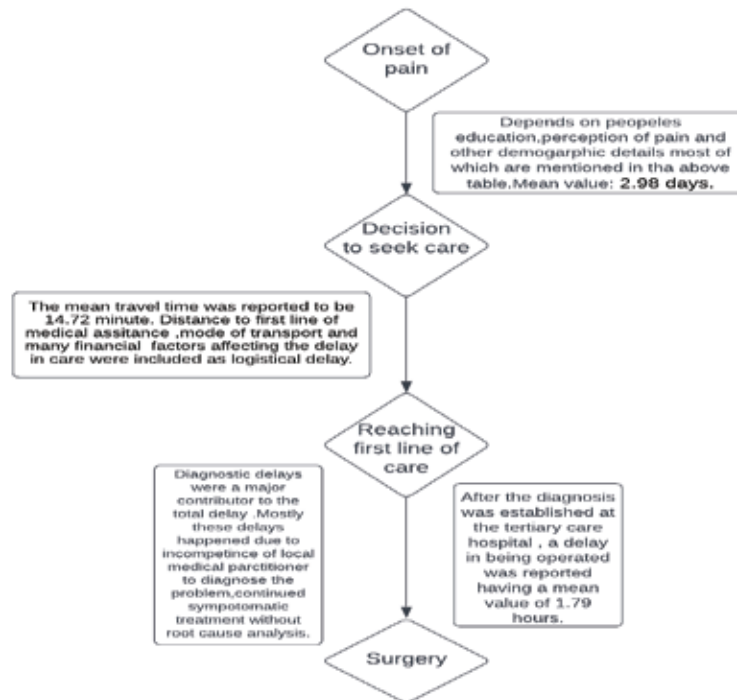 Onset of
pain
Depends on peopeles
education,perception of pain and
other demogarphic details most of
which are mentioned in tha above
table.Mean value: 2.98 days.
Decision
to seek care
The mean travel time was reported to be
14.72 minute. Distance to first line of
medical assitance ,mode of transport and
many financial factors affecting the delay
in care were included as logistical delay.
Reaching
first line of
care
Diagnostic delays
were a major
contributor to the
total delay .Mostly
these delays
happened due to
incompetince of local
medical parctitioner
to diagnose the
problem,continued
sympotomatic
treatment without
root cause analysis.
After the diagnosis
was established at
the tertiary care
hospital , a delay
in being operated
was reported
having a mean
value of 1.79
hours.
Surgery